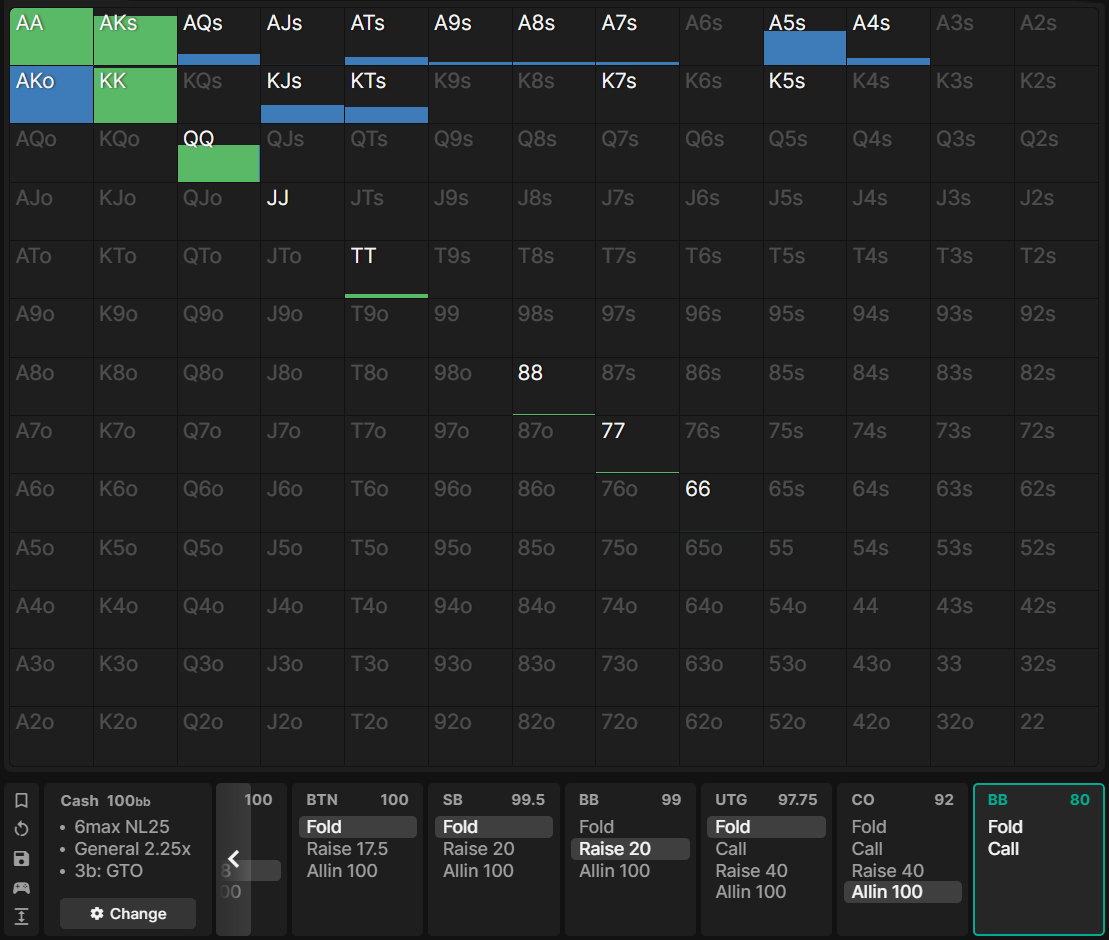 AA AKs AQs AJs ATs A9s A8s A7s A6s A5s A4s A3s A2s
AKo KK KQs KJs KTs K9s K8s K7s K6s K5s K4s K3s K2s
AQo KQo QQ QJs QTs Q9s Q8s Q7s Q6s Q5s Q4s Q3s Q2s
AJo KJo QJo JJ JTs J9s J8s J7s J6s J5s J4s J3s J2s
ATo KTo QTo JTo TT T9s T8s T7s T6s T5s T4s T3s T2s
A9o K9o Q9o J9o T9o 99 98s 97s 96s 95s 94s 93s 92s
A8o K8o Q8o J8o T8o 98o 88 87s 86s 85s 84s 83s 82s
A7o K7o Q7o J7o T7o 97o 87o 77 76s 75s 74s 73s 72s
A6o K6o Q6o J6o T6o 96o 86o 76o 66 65s 64s 63s 62s
A5o K5o Q5o J5o T5o 95o 85o 75o 65o 55 54s 53s 52s
A4o K4o Q4o J4o T4o 94o 84o 74o 64o 54o 44 43s 42s
A3o K3o Q3o J3o T3o 93o 83o 73o 63o 53o 43o 33 32s
A2o K2o Q2o J2o T2o 92o 82o 72o 62o 52o 42o 32o 22
Cash 100bb
• 6max NL25
• General 2.25x
• 3b: GTO
Change
100
8
00
BTN 100
Fold
Raise 17.5
Allin 100
SB 99.5
Fold
Raise 20
Allin 100
BB 99
Fold
Raise 20
Allin 100
UTG 97.75
Fold
Call
Raise 40
Allin 100
CO 92
Fold
Call
Raise 40
Allin 100
BB 80
Fold
Call